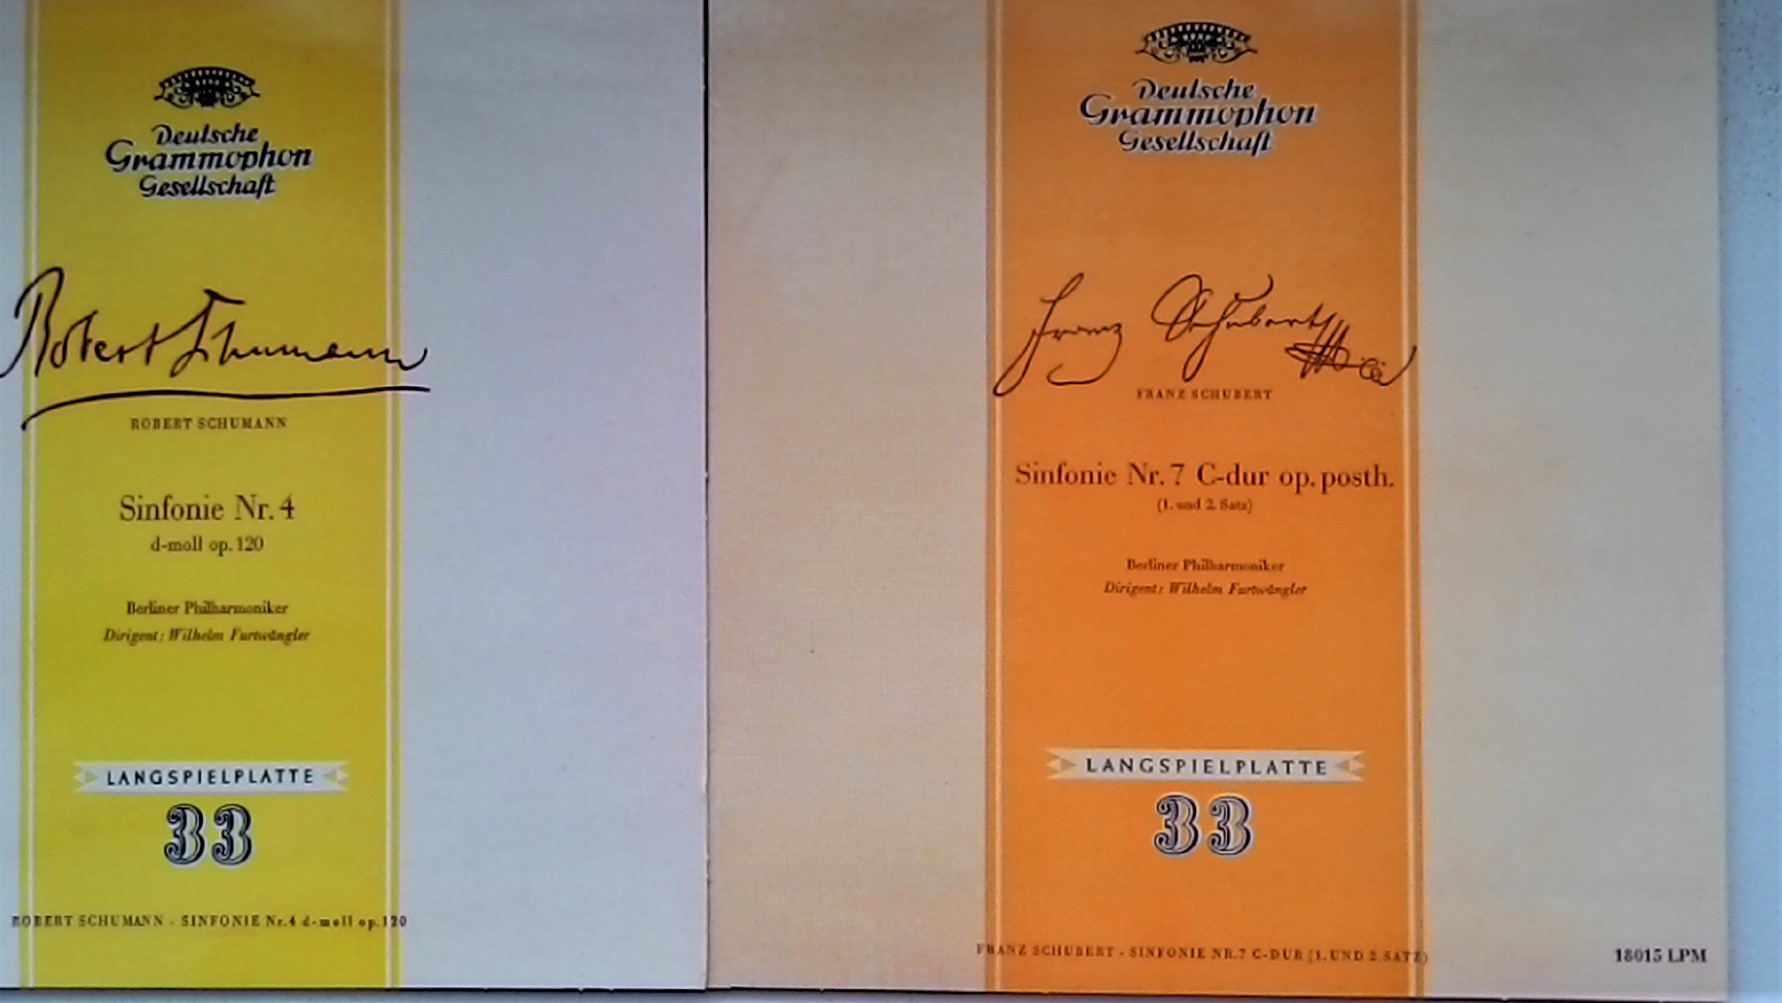 Deutsche
Grammophon
Gesellschaft
Robert Schumann
ROBERT SCHUMANN
Sinfonie Nr. 4
d-moll op. 120
Berliner Philharmoniker
Dirigent: Wilhelm Furtwängler
LANGSPIELPLATTE
33
ROBERT SCHUMANN - SINFONIE Nr. 4 d-moll op. 120
Deutsche
Grammophon
Gesellschaft
Franz Schubert
FRANZ SCHUBERT
Sinfonie Nr. 7 C-dur op. posth.
(1. und 2. Satz)
Berliner Philharmoniker
Dirigent: Wilhelm Furtwängler
LANGSPIELPLATTE
33
FRANZ SCHUBERT - SINFONIE NR. 7 C-DUR (1. UND 2. SATZ)
18015 LPM